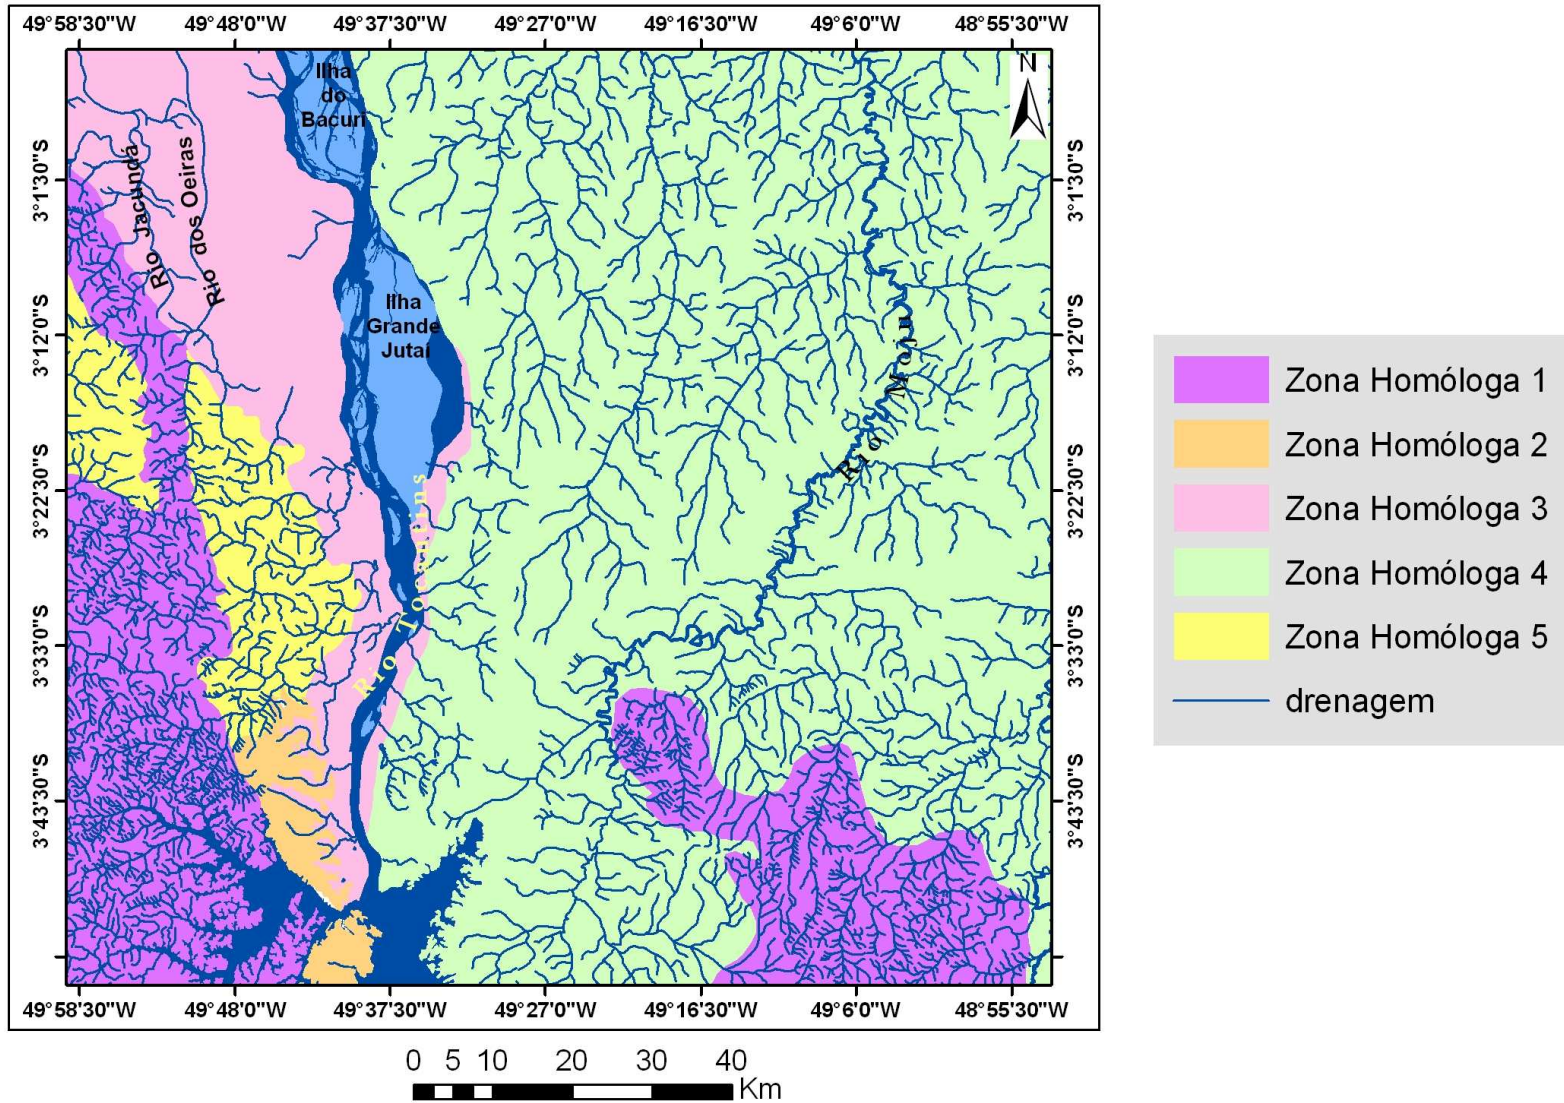 49°58'30"W 49°48'0"W 49°37'30"W 49°27'0"W 49°16'30"W 49°6'0"W 48°55'30"W
N
Ilha
do
Bacuri
Rio Jacundá
Rio dos Oeiras
Ilha
Grande
Jutaí
Rio Moju
Rio Tocantins
3°1'30"S
3°12'0"S
3°22'30"S
3°33'0"S
3°43'30"S
3°1'30"S
3°12'0"S
3°22'30"S
3°33'0"S
3°43'30"S
49°58'30"W 49°48'0"W 49°37'30"W 49°27'0"W 49°16'30"W 49°6'0"W 48°55'30"W
0 5 10 20 30 40
Km
Zona Homóloga 1
Zona Homóloga 2
Zona Homóloga 3
Zona Homóloga 4
Zona Homóloga 5
drenagem